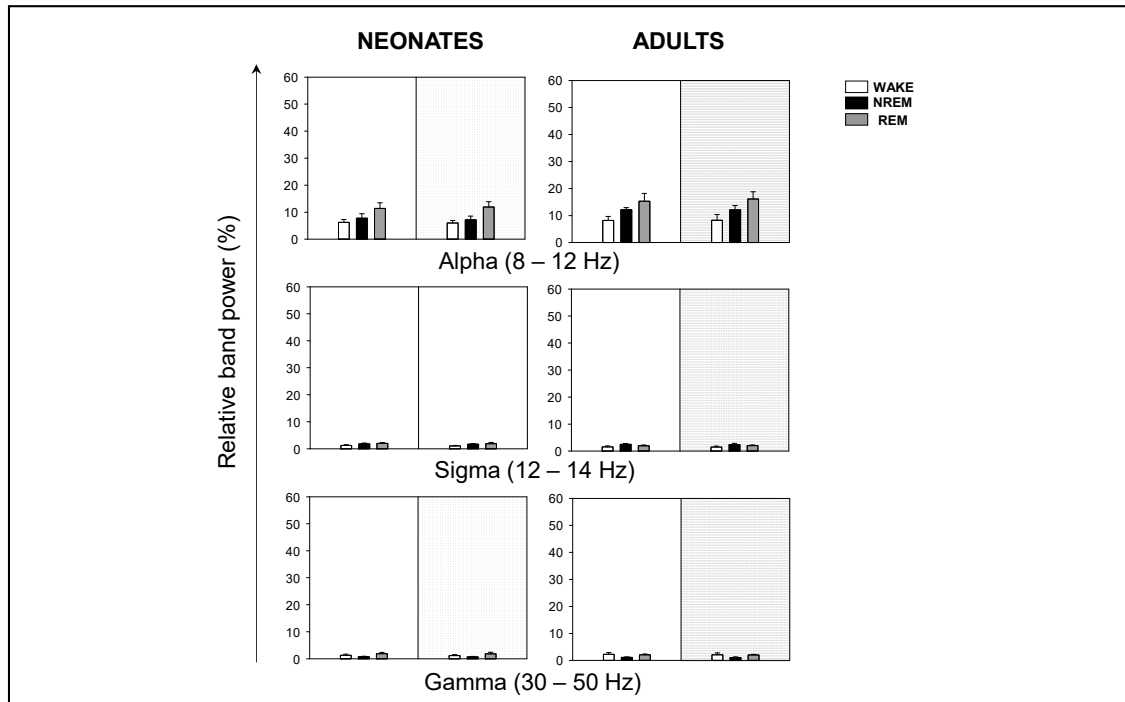 NEONATES ADULTS
WAKE
NREM
REM
Relative band power (%)
60 60
50 50
40 40
30 30
20 20
10 10
0 0
Alpha (8 – 12 Hz)
60 60
50 50
40 40
30 30
20 20
10 10
0 0
Sigma (12 – 14 Hz)
60 60
50 50
40 40
30 30
20 20
10 10
0 0
Gamma (30 – 50 Hz)